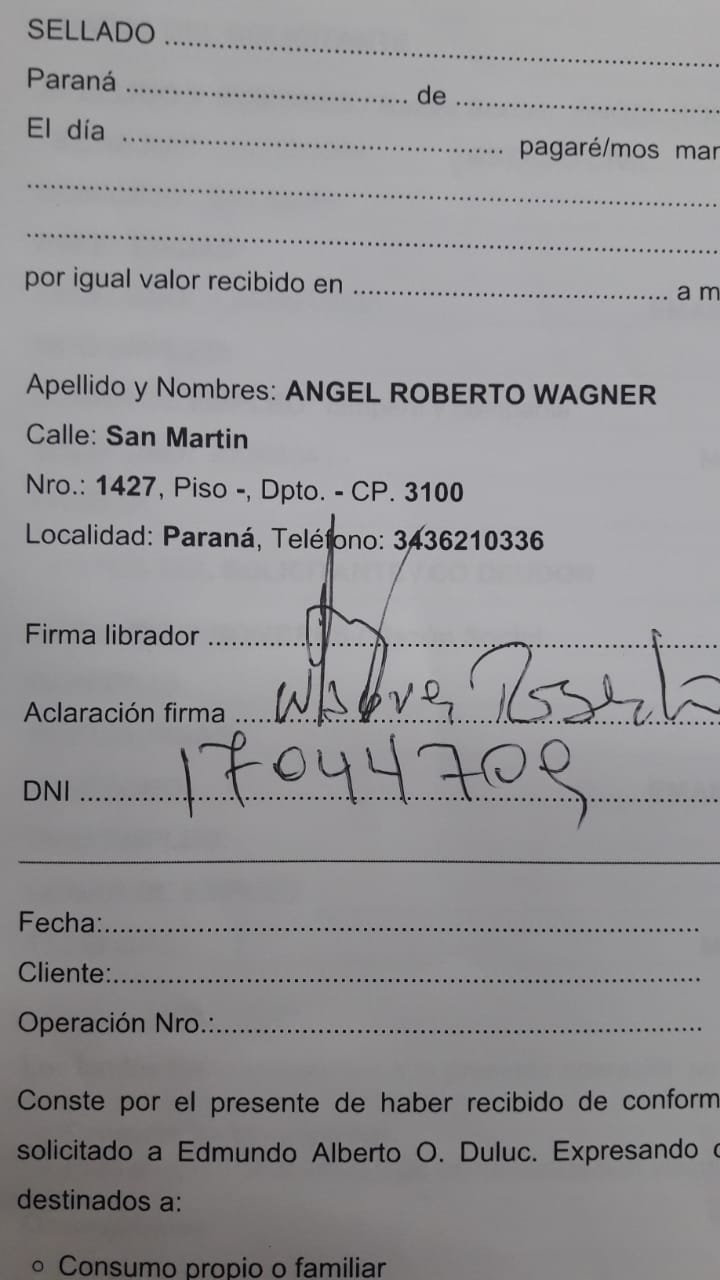 SELLADO ........................................
Paraná ........................................ de ........................................
El día ........................................ pagaré/mos mar
........................................
........................................
por igual valor recibido en ........................................ a m
Apellido y Nombres: ANGEL ROBERTO WAGNER
Calle: San Martin
Nro.: 1427, Piso -, Dpto. - CP. 3100
Localidad: Paraná, Teléfono: 3436210336
Firma librador ........................................
Aclaración firma ........................................
DNI 17044709
Fecha:........................................
Cliente:........................................
Operación Nro.:........................................
Conste por el presente de haber recibido de conform
solicitado a Edmundo Alberto O. Duluc. Expresando
destinados a:
o Consumo propio o familiar